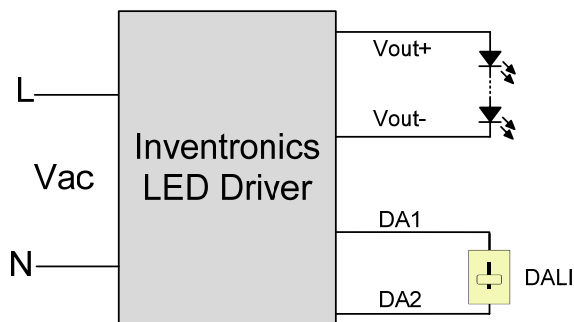 Vout+
L
Vout-
Inventronics
LED Driver
Vac
DA1
N
DALI
DA2